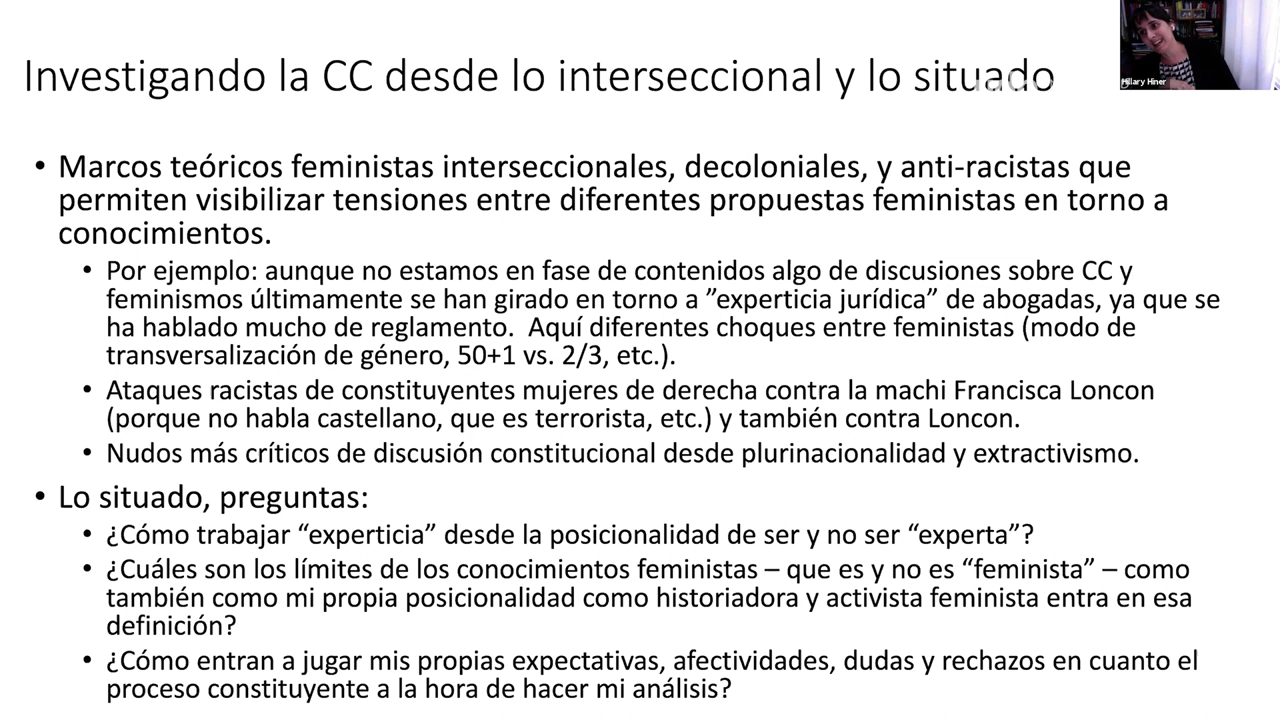 Investigando la CC desde lo interseccional y lo situado
Hillary Hiner
• Marcos teóricos feministas interseccionales, decoloniales, y anti-racistas que
permiten visibilizar tensiones entre diferentes propuestas feministas en torno a
conocimientos.
• Por ejemplo: aunque no estamos en fase de contenidos algo de discusiones sobre CC y
feminismos últimamente se han girado en torno a ”experticia jurídica” de abogadas, ya que se
ha hablado mucho de reglamento.  Aquí diferentes choques entre feministas (modo de
transversalización de género, 50+1 vs. 2/3, etc.).
• Ataques racistas de constituyentes mujeres de derecha contra la machi Francisca Loncon
(porque no habla castellano, que es terrorista, etc.) y también contra Loncon.
• Nudos más críticos de discusión constitucional desde plurinacionalidad y extractivismo.
• Lo situado, preguntas:
• ¿Cómo trabajar “experticia” desde la posicionalidad de ser y no ser “experta”?
• ¿Cuáles son los límites de los conocimientos feministas – que es y no es “feminista” – como
también como mi propia posicionalidad como historiadora y activista feminista entra en esa
definición?
• ¿Cómo entran a jugar mis propias expectativas, afectividades, dudas y rechazos en cuanto el
proceso constituyente a la hora de hacer mi análisis?